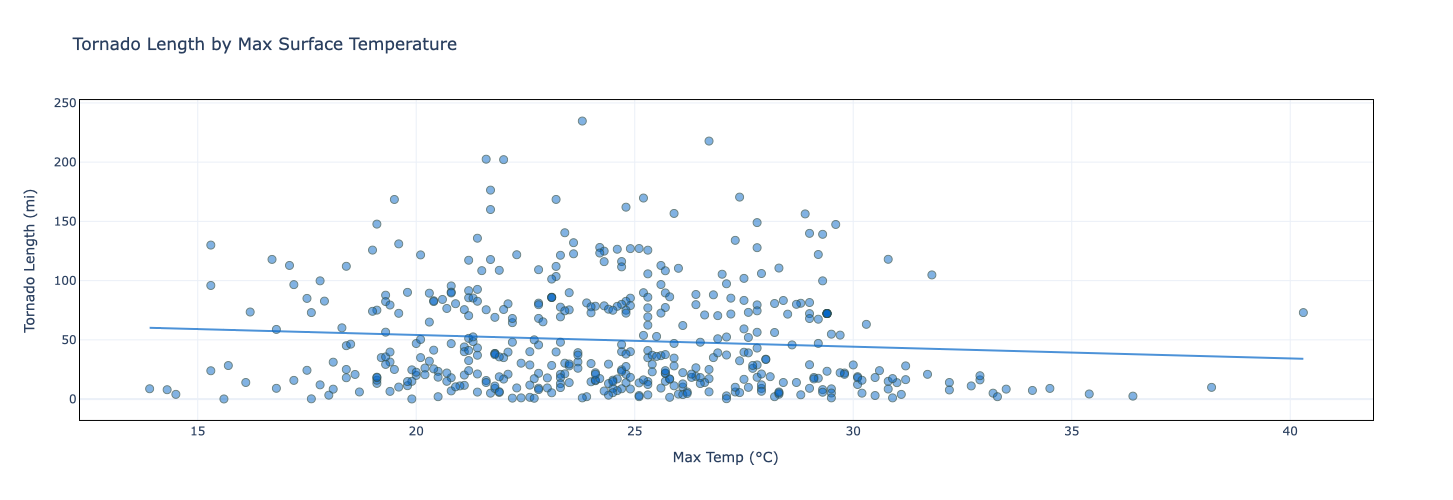 Tornado Length by Max Surface Temperature
250
200
150
100
50
0
Tornado Length (mi)
15 20 25 30 35 40
Max Temp (°C)